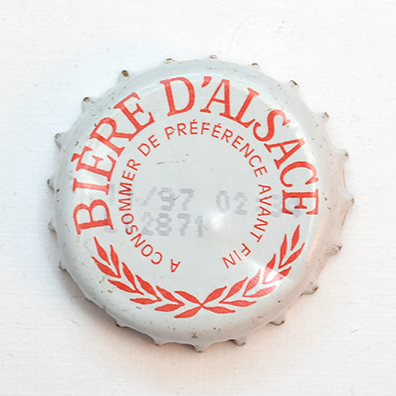 BIÈRE D'ALSACE
A CONSOMMER DE PRÉFÉRENCE AVANT FIN
/97 02
2871